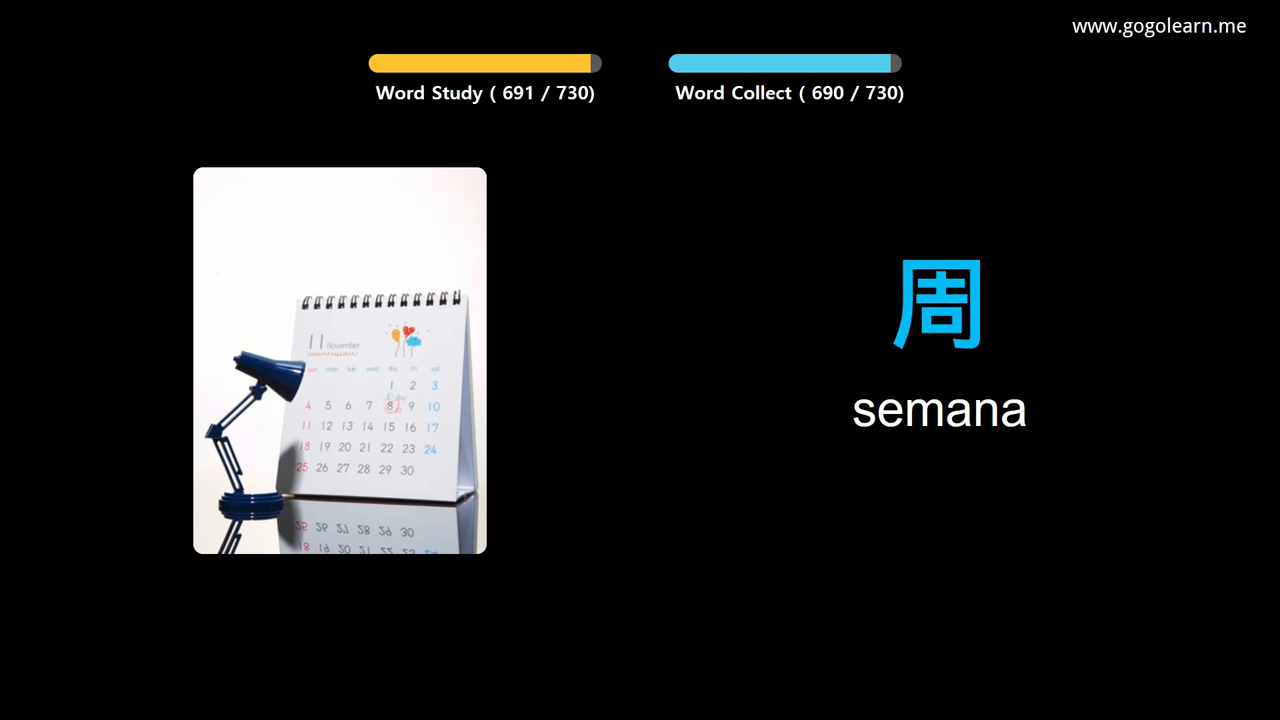 www.gogolearn.me
Word Study ( 691 / 730)
Word Collect ( 690 / 730)
周
semana
11 November
sun mon tue wed thu fri sat
1 2 3
4 5 6 7 8 9 10
11 12 13 14 15 16 17
18 19 20 21 22 23 24
25 26 27 28 29 30